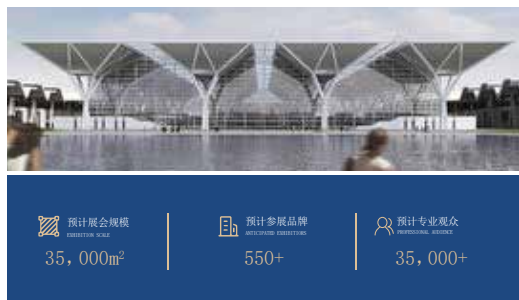 预计展会规模
EXHIBITION SCALE
35,000m²
预计参展品牌
ANTICIPATED EXHIBITIONS
550+
预计专业观众
PROFESSIONAL AUDIENCE
35,000+